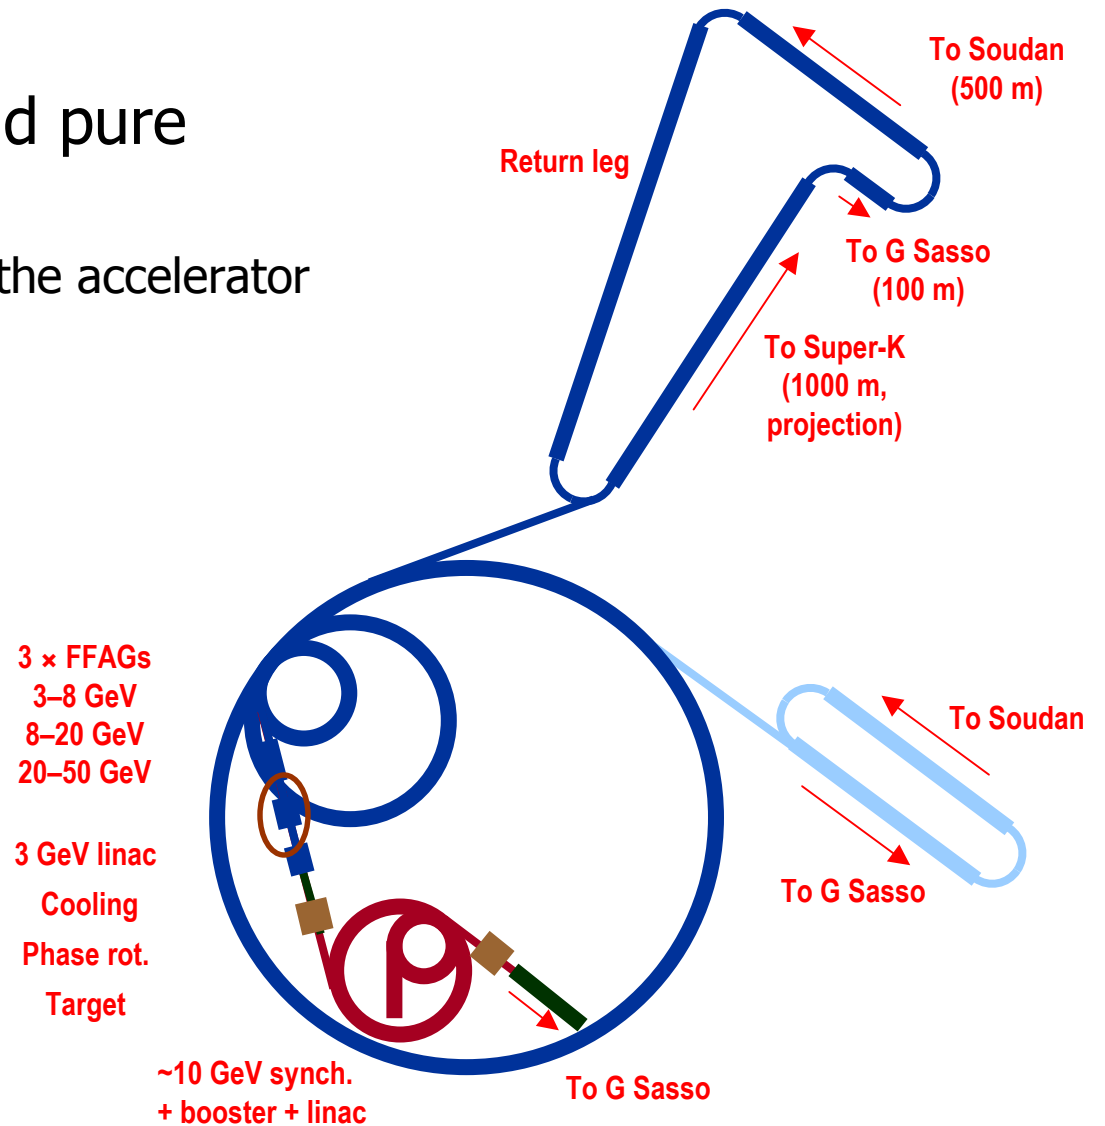 d pure
the accelerator
To Soudan
(500 m)
Return leg
To G Sasso
(100 m)
To Super-K
(1000 m,
projection)
3 × FFAGs
3–8 GeV
8–20 GeV
20–50 GeV
3 GeV linac
Cooling
Phase rot.
Target
To Soudan
To G Sasso
~10 GeV synch.
+ booster + linac
To G Sasso